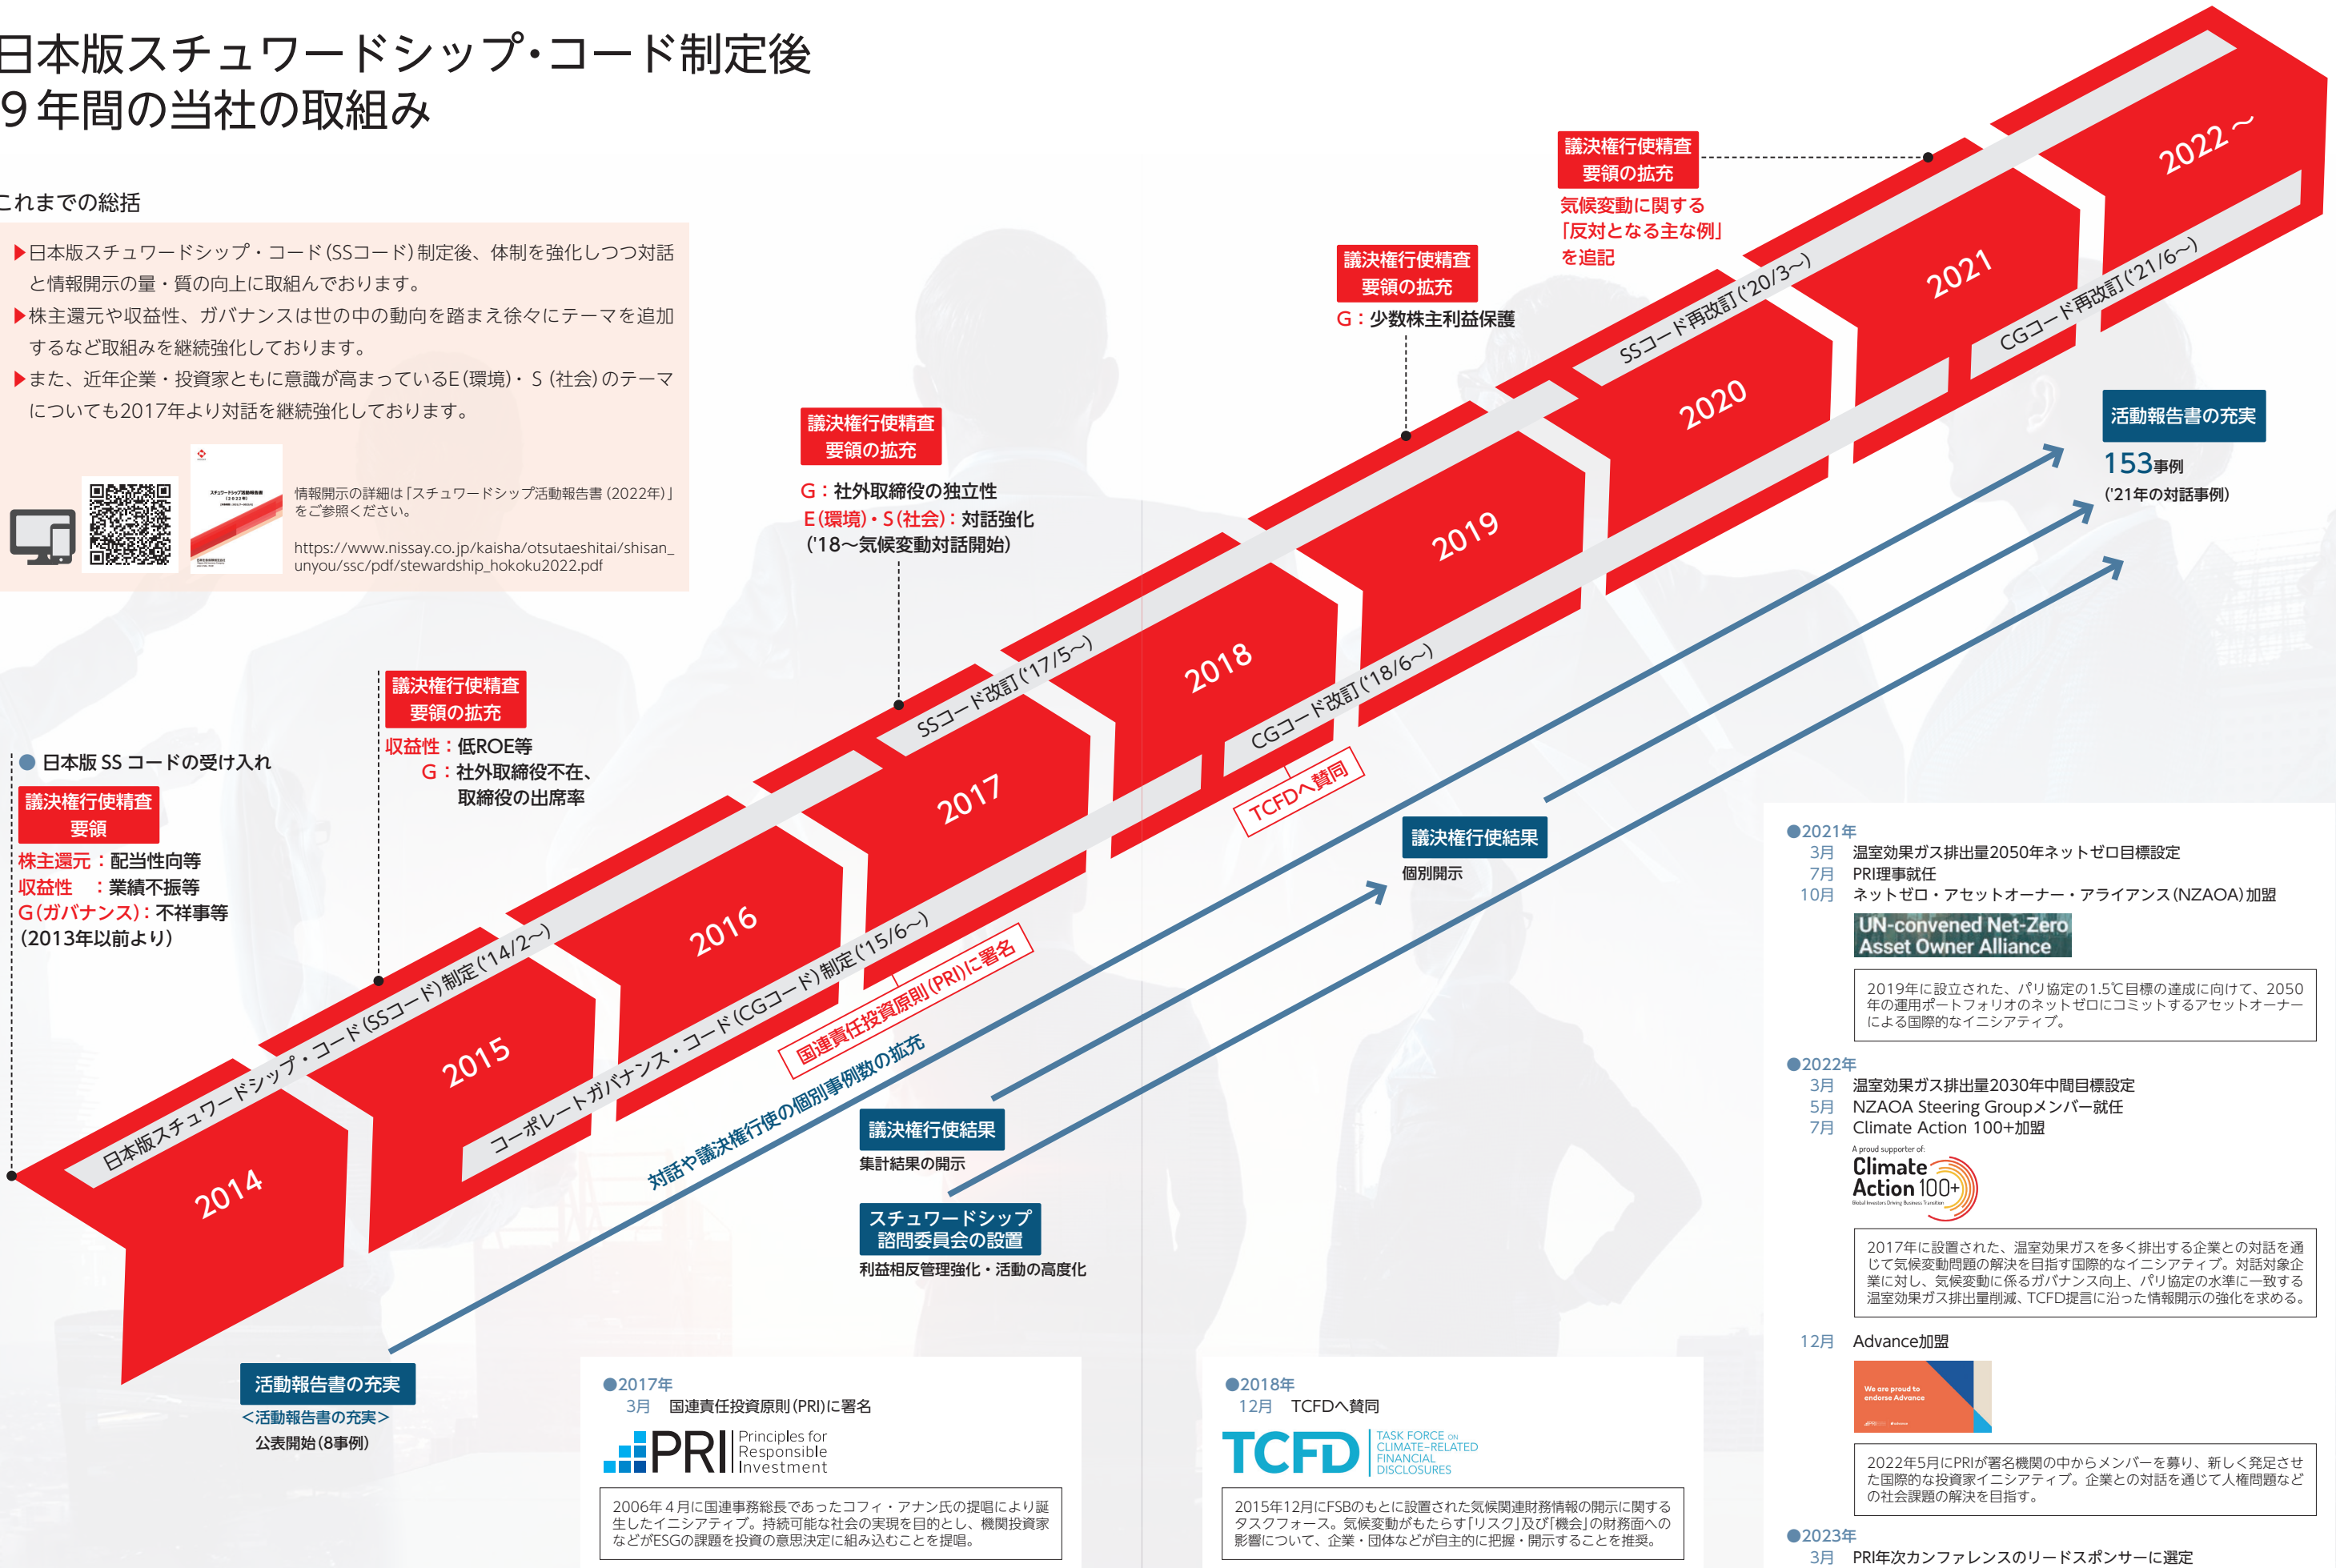 日本版スチュワードシップ・コード制定後
９年間の当社の取組み
これまでの総括
▶日本版スチュワードシップ・コード(SSコード)制定後、体制を強化しつつ対話
と情報開示の量・質の向上に取組んでおります。
▶株主還元や収益性、ガバナンスは世の中の動向を踏まえ徐々にテーマを追加
するなど取組みを継続強化しております。
▶また、近年企業・投資家ともに意識が高まっているE(環境)・S(社会)のテーマ
についても2017年より対話を継続強化しております。
スチュワードシップ活動報告書
(2022年)
情報開示の詳細は「スチュワードシップ活動報告書(2022年)」
をご参照ください。
https://www.nissay.co.jp/kaisha/otsutaeshitai/shisan_
unyou/ssc/pdf/stewardship_hokoku2022.pdf
● 日本版 SS コードの受け入れ
議決権行使精査
要領
株主還元：配当性向等
収益性　：業績不振等
G(ガバナンス)：不祥事等
(2013年以前より)
議決権行使精査
要領の拡充
収益性：低ROE等
G：社外取締役不在、
取締役の出席率
議決権行使精査
要領の拡充
G：社外取締役の独立性
E(環境)・S(社会)：対話強化
('18～気候変動対話開始)
議決権行使精査
要領の拡充
G：少数株主利益保護
議決権行使精査
要領の拡充
気候変動に関する
「反対となる主な例」
を追記
日本版スチュワードシップ・コード(SSコード)制定('14/2～)
SSコード改訂('17/5～)
SSコード再改訂('20/3～)
2014
2015
2016
2017
2018
2019
2020
2021
2022～
コーポレートガバナンス・コード(CGコード)制定('15/6～)
CGコード改訂('18/6～)
CGコード再改訂('21/6～)
国連責任投資原則(PRI)に署名
TCFDへ賛同
対話や議決権行使の個別事例数の拡充
活動報告書の充実
<活動報告書の充実>
公表開始(8事例)
議決権行使結果
集計結果の開示
スチュワードシップ
諮問委員会の設置
利益相反管理強化・活動の高度化
議決権行使結果
個別開示
活動報告書の充実
153事例
('21年の対話事例)
●2017年
3月　国連責任投資原則(PRI)に署名
PRI Principles for
Responsible
Investment
2006年４月に国連事務総長であったコフィ・アナン氏の提唱により誕
生したイニシアティブ。持続可能な社会の実現を目的とし、機関投資家
などがESGの課題を投資の意思決定に組み込むことを提唱。
●2018年
12月　TCFDへ賛同
TCFD TASK FORCE ON
CLIMATE-RELATED
FINANCIAL
DISCLOSURES
2015年12月にFSBのもとに設置された気候関連財務情報の開示に関する
タスクフォース。気候変動がもたらす「リスク」及び「機会」の財務面への
影響について、企業・団体などが自主的に把握・開示することを推奨。
●2021年
3月　温室効果ガス排出量2050年ネットゼロ目標設定
7月　PRI理事就任
10月　ネットゼロ・アセットオーナー・アライアンス(NZAOA)加盟
UN-convened Net-Zero
Asset Owner Alliance
2019年に設立された、パリ協定の1.5℃目標の達成に向けて、2050
年の運用ポートフォリオのネットゼロにコミットするアセットオーナー
による国際的なイニシアティブ。
●2022年
3月　温室効果ガス排出量2030年中間目標設定
5月　NZAOA Steering Groupメンバー就任
7月　Climate Action 100+加盟
A proud supporter of:
Climate
Action 100+
Global Investors Driving Business Transition
2017年に設置された、温室効果ガスを多く排出する企業との対話を通
じて気候変動問題の解決を目指す国際的なイニシアティブ。対話対象企
業に対し、気候変動に係るガバナンス向上、パリ協定の水準に一致する
温室効果ガス排出量削減、TCFD提言に沿った情報開示の強化を求める。
12月　Advance加盟
We are proud to
endorse Advance
2022年5月にPRIが署名機関の中からメンバーを募り、新しく発足させ
た国際的な投資家イニシアティブ。企業との対話を通じて人権問題など
の社会課題の解決を目指す。
●2023年
3月　PRI年次カンファレンスのリードスポンサーに選定